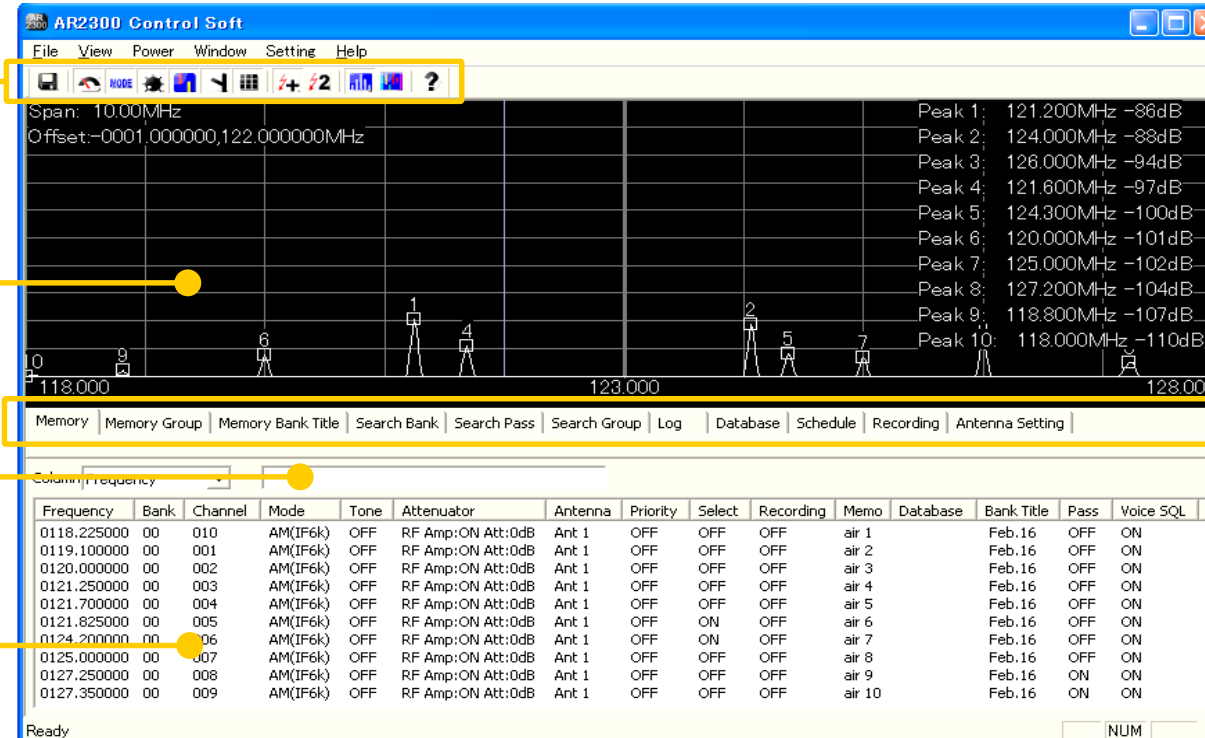 AR2300 Control Soft
File View Power Window Setting Help
MODE
2 ?
Span: 10.00MHz
Offset:-0001.000000,122.000000MHz
Peak 1: 121.200MHz -86dB
Peak 2: 124.000MHz -88dB
Peak 3: 126.000MHz -94dB
Peak 4: 121.600MHz -97dB
Peak 5: 124.300MHz -100dB
Peak 6: 120.000MHz -101dB
Peak 7: 125.000MHz -102dB
Peak 8: 127.200MHz -104dB
Peak 9: 118.800MHz -107dB
Peak 10: 118.000MHz -110dB
10 9 6 1 4 2 5 7
118.000 123.000 128.00
Memory Memory Group Memory Bank Title Search Bank Search Pass Search Group Log Database Schedule Recording Antenna Setting
Column Frequency
Frequency Bank Channel Mode Tone Attenuator Antenna Priority Select Recording Memo Database Bank Title Pass Voice SQL
0118.225000 00 010 AM(IF6k) OFF RF Amp:ON Att:0dB Ant 1 OFF OFF OFF air 1 Feb.16 OFF ON
0119.100000 00 001 AM(IF6k) OFF RF Amp:ON Att:0dB Ant 1 OFF OFF OFF air 2 Feb.16 OFF ON
0120.000000 00 002 AM(IF6k) OFF RF Amp:ON Att:0dB Ant 1 OFF OFF OFF air 3 Feb.16 OFF ON
0121.250000 00 003 AM(IF6k) OFF RF Amp:ON Att:0dB Ant 1 OFF OFF OFF air 4 Feb.16 OFF ON
0121.700000 00 004 AM(IF6k) OFF RF Amp:ON Att:0dB Ant 1 OFF OFF OFF air 5 Feb.16 OFF ON
0121.825000 00 005 AM(IF6k) OFF RF Amp:ON Att:0dB Ant 1 OFF ON OFF air 6 Feb.16 OFF ON
0124.200000 00 006 AM(IF6k) OFF RF Amp:ON Att:0dB Ant 1 OFF ON OFF air 7 Feb.16 OFF ON
0125.000000 00 007 AM(IF6k) OFF RF Amp:ON Att:0dB Ant 1 OFF OFF OFF air 8 Feb.16 OFF ON
0127.250000 00 008 AM(IF6k) OFF RF Amp:ON Att:0dB Ant 1 OFF OFF OFF air 9 Feb.16 ON ON
0127.350000 00 009 AM(IF6k) OFF RF Amp:ON Att:0dB Ant 1 OFF OFF OFF air 10 Feb.16 ON ON
Ready NUM